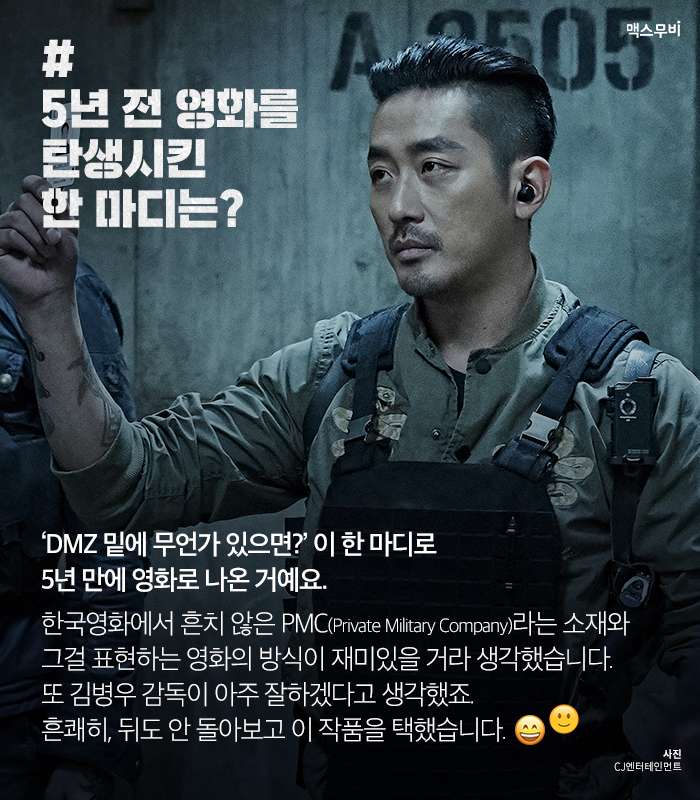 맥스무비
A 2505
#
5년 전 영화를
탄생시킨
한 마디는?
‘DMZ 밑에 무언가 있으면?’ 이 한 마디로
5년 만에 영화로 나온 거예요.
한국영화에서 흔치 않은 PMC(Private Military Company)라는 소재와
그걸 표현하는 영화의 방식이 재미있을 거라 생각했습니다.
또 김병우 감독이 아주 잘하겠다고 생각했죠.
흔쾌히, 뒤도 안 돌아보고 이 작품을 택했습니다. 😄🙂
사진
CJ엔터테인먼트